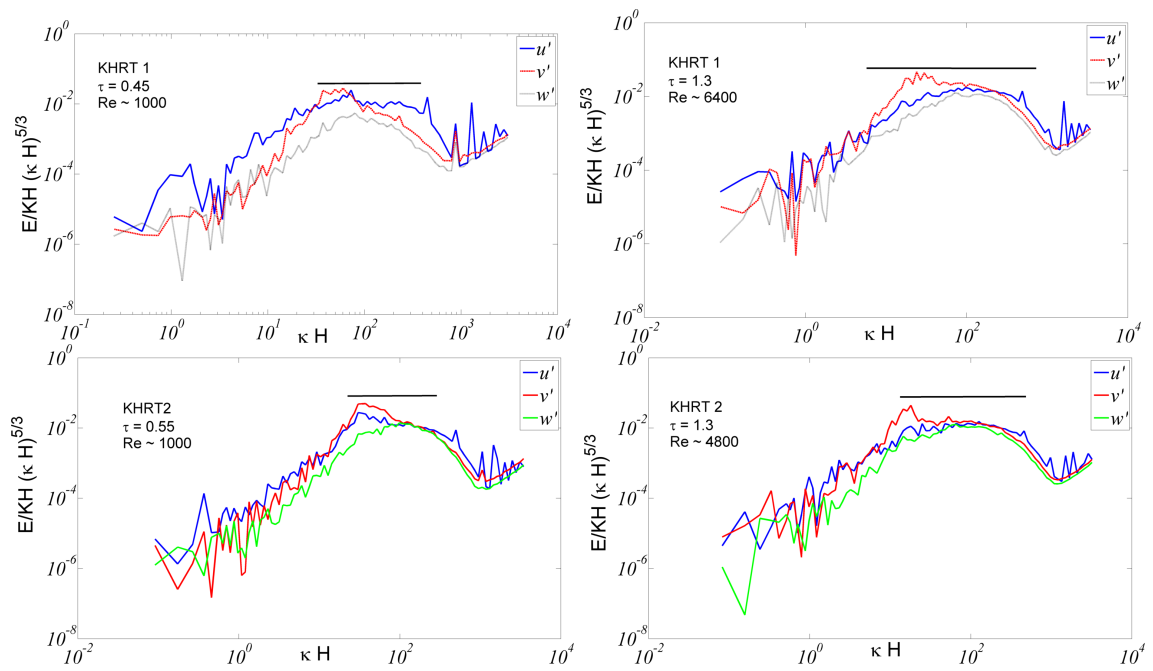 E/KH (κ H)^5/3
10^0
10^-2
10^-4
10^-6
10^-8
KHRT 1
τ = 0.45
Re ~ 1000
u'
v'
w'
10^-1
10^0
10^1
10^2
10^3
10^4
κ H
E/KH (κ H)^5/3
10^0
10^-2
10^-4
10^-6
10^-8
KHRT 1
τ = 1.3
Re ~ 6400
u'
v'
w'
10^-2
10^0
10^2
10^4
κ H
E/KH (κ H)^5/3
10^0
10^-2
10^-4
10^-6
10^-8
KHRT2
τ = 0.55
Re ~ 1000
u'
v'
w'
10^-2
10^0
10^2
10^4
κ H
E/KH (κ H)^5/3
10^0
10^-2
10^-4
10^-6
10^-8
KHRT 2
τ = 1.3
Re ~ 4800
u'
v'
w'
10^-2
10^0
10^2
10^4
κ H